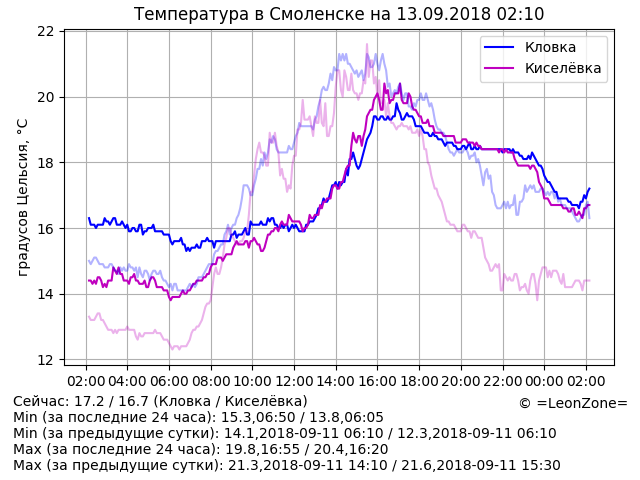 Температура в Смоленске на 13.09.2018 02:10
градусов Цельсия, °C
22
20
18
16
14
12
Кловка
Киселёвка
02:00 04:00 06:00 08:00 10:00 12:00 14:00 16:00 18:00 20:00 22:00 00:00 02:00
Сейчас: 17.2 / 16.7 (Кловка / Киселёвка)
© =LeonZone=
Min (за последние 24 часа): 15.3,06:50 / 13.8,06:05
Min (за предыдущие сутки): 14.1,2018-09-11 06:10 / 12.3,2018-09-11 06:10
Max (за последние 24 часа): 19.8,16:55 / 20.4,16:20
Max (за предыдущие сутки): 21.3,2018-09-11 14:10 / 21.6,2018-09-11 15:30